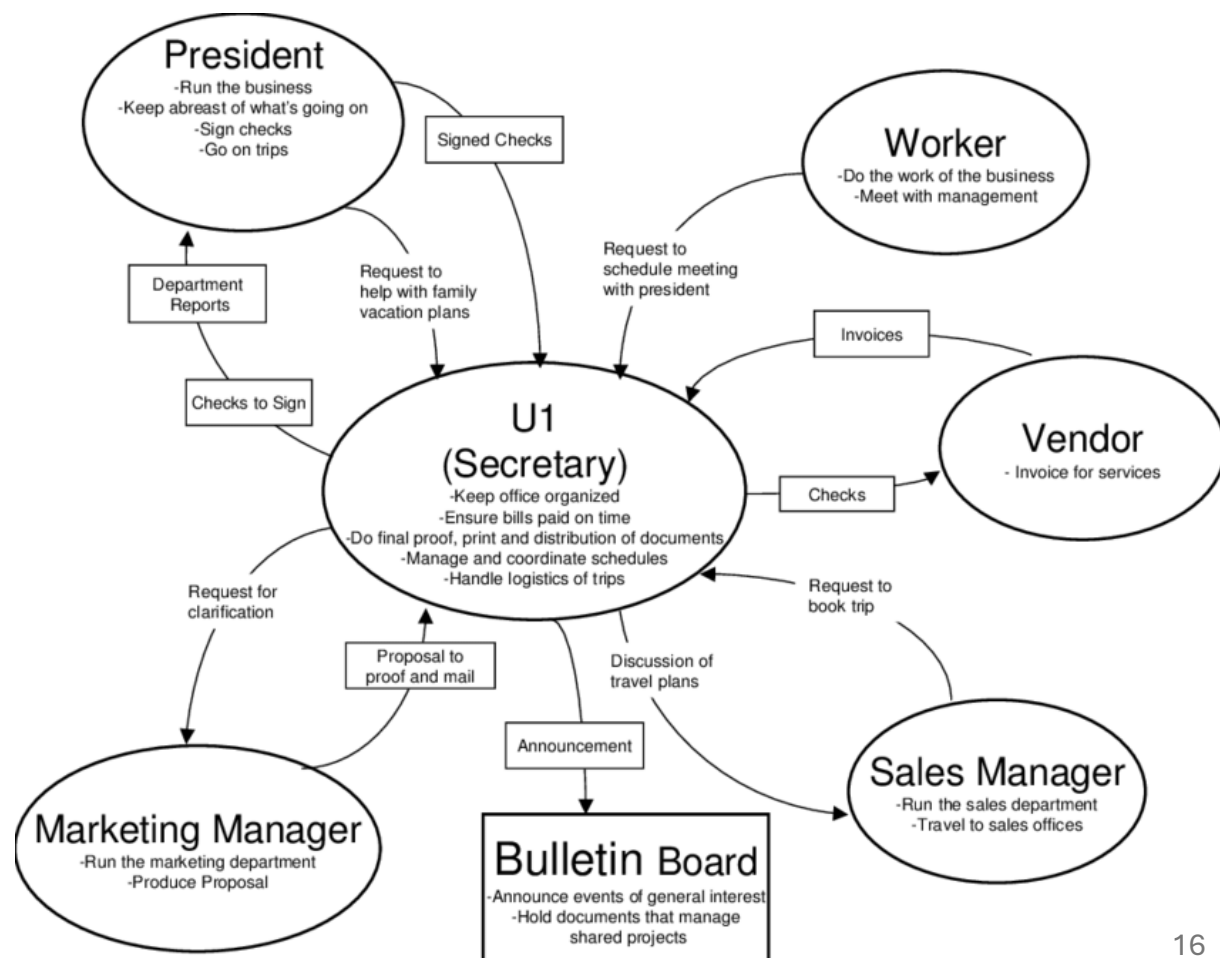 President
-Run the business
-Keep abreast of what's going on
-Sign checks
-Go on trips
Signed Checks
Worker
-Do the work of the business
-Meet with management
Request to
schedule meeting
with president
Request to
help with family
vacation plans
Department
Reports
Checks to Sign
Invoices
Vendor
- Invoice for services
Checks
U1
(Secretary)
-Keep office organized
-Ensure bills paid on time
-Do final proof, print and distribution of documents
-Manage and coordinate schedules
-Handle logistics of trips
Request for
clarification
Proposal to
proof and mail
Discussion of
travel plans
Request to
book trip
Announcement
Marketing Manager
-Run the marketing department
-Produce Proposal
Bulletin Board
-Announce events of general interest
-Hold documents that manage
shared projects
Sales Manager
-Run the sales department
-Travel to sales offices
16